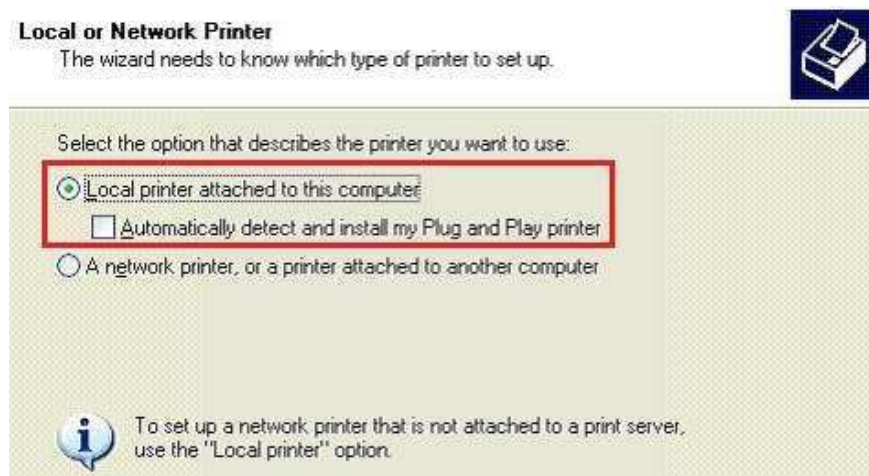 Local or Network Printer
The wizard needs to know which type of printer to set up.
Select the option that describes the printer you want to use:
Local printer attached to this computer
Automatically detect and install my Plug and Play printer
A network printer, or a printer attached to another computer
To set up a network printer that is not attached to a print server,
use the "Local printer" option.